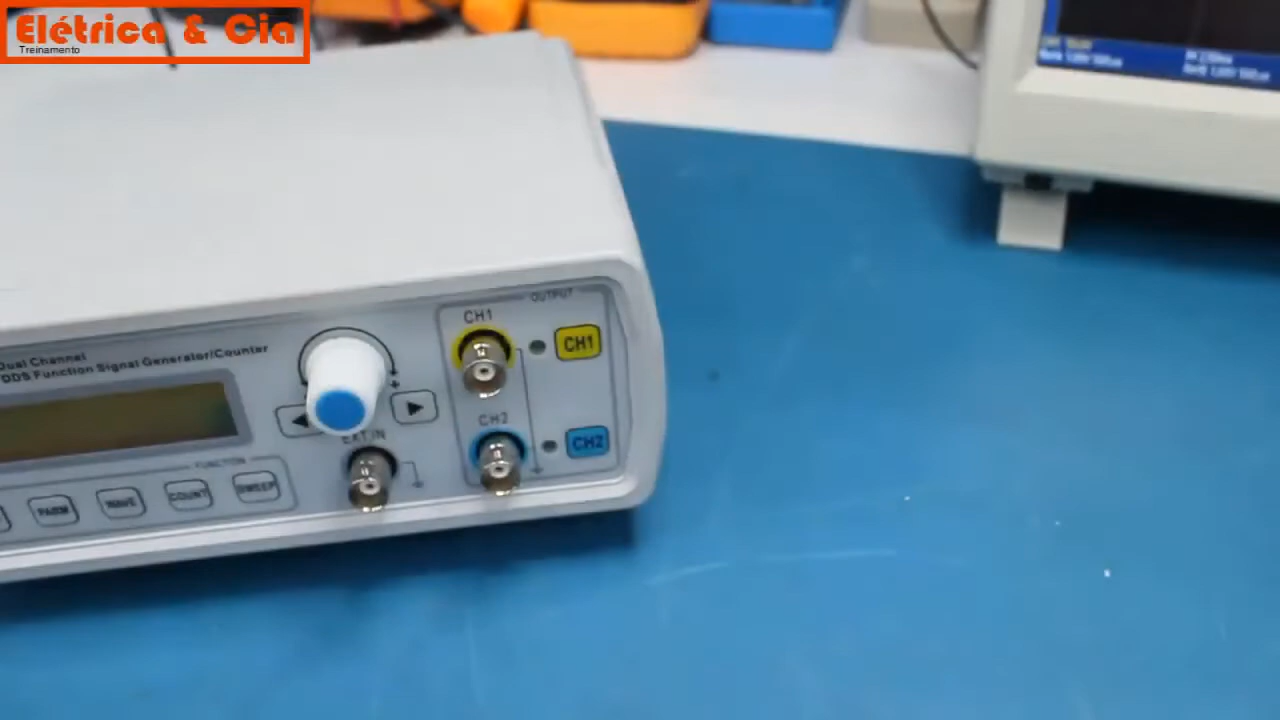 Elétrica & Cia
Treinamento
Dual Channel
DDS Function Signal Generator/Counter
OUTPUT
CH1
CH1
CH2
CH2
EXT.IN
FUNCTION
PARM
WAVE
COUNT
SWEEP